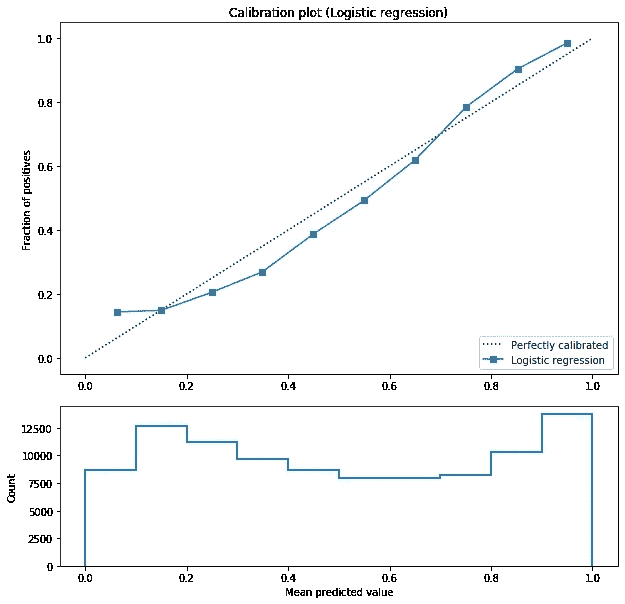 Calibration plot (Logistic regression)
1.0
0.8
0.6
0.4
0.2
0.0
Fraction of positives
Perfectly calibrated
Logistic regression
0.0 0.2 0.4 0.6 0.8 1.0
12500
10000
7500
5000
2500
0
Count
0.0 0.2 0.4 0.6 0.8 1.0
Mean predicted value